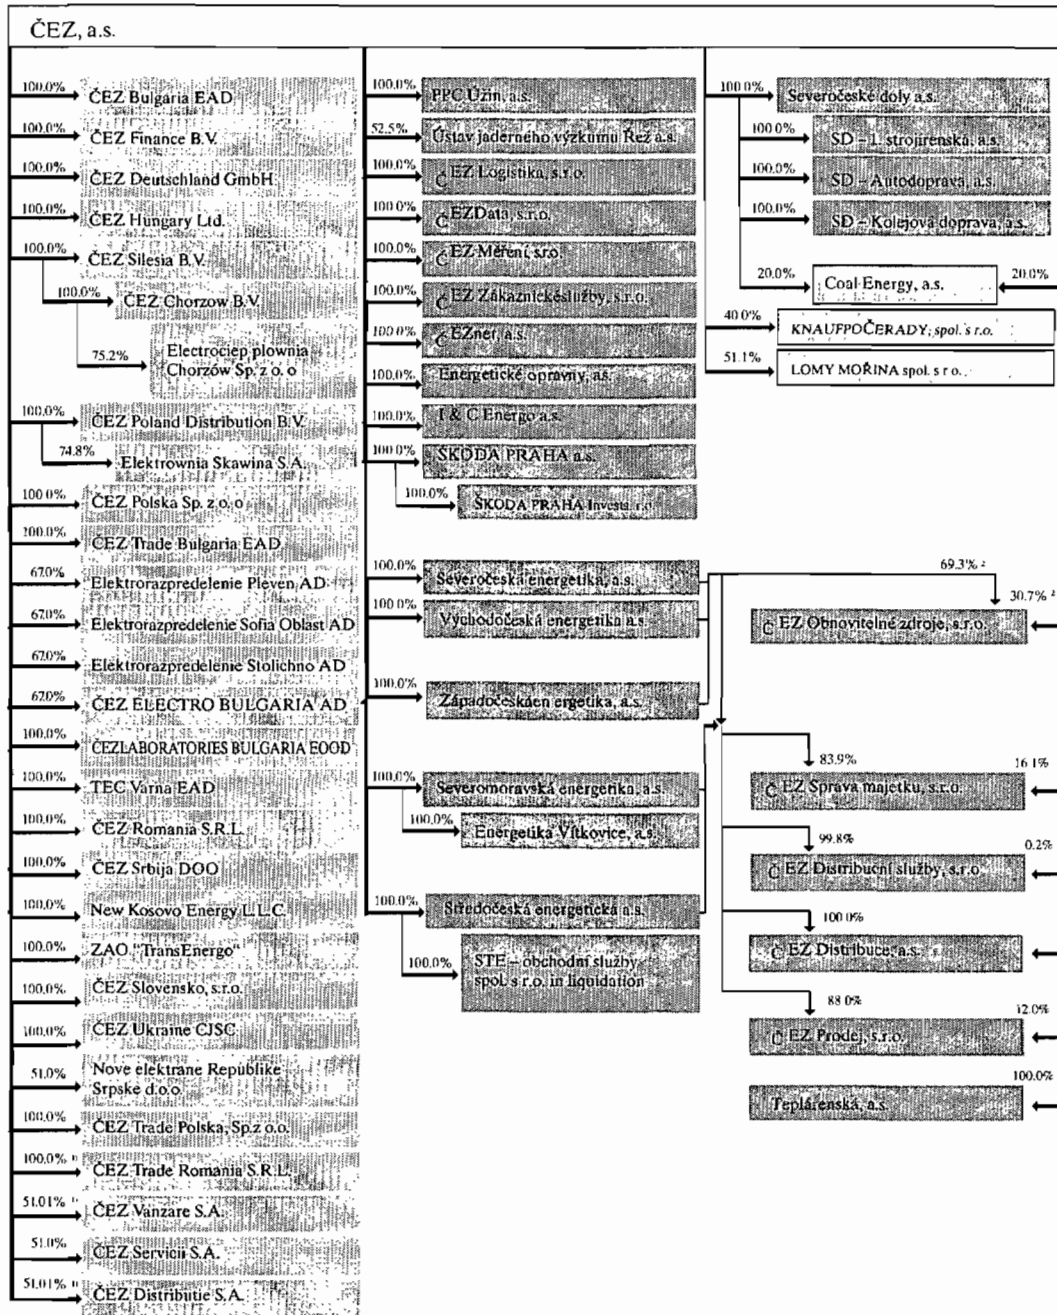 ČEZ, a.s.
100.0%
ČEZ Bulgaria EAD
100.0%
ČEZ Finance B.V.
100.0%
ČEZ Deutschland GmbH
100.0%
ČEZ Hungary Ltd.
100.0%
ČEZ Silesia B.V.
100.0%
ČEZ Chorzow B.V.
75.2%
Electrociep plownia
Chorzów Sp. z o. o
100.0%
ČEZ Poland Distribution B.V.
74.8%
Elektrownia Skawina S.A.
100 0%
ČEZ Polska Sp. z o. o
100.0%
ČEZ Trade Bulgaria EAD
67.0%
Elektrorazpredelenie Pleven AD
67.0%
Elektrorazpredelenie Sofia Oblast AD
67.0%
Elektrorazpredelenie Stolichno AD
67.0%
ČEZ ELECTRO BULGARIA AD
100.0%
ČEZ LABORATORIES BULGARIA EOOD
100.0%
TEC Varna EAD
100.0%
ČEZ Romania S.R.L.
100.0%
ČEZ Srbija DOO
100.0%
New Kosovo Energy L.L.C.
100.0%
ZAO "TransEnergo"
100.0%
ČEZ Slovensko, s.r.o.
100.0%
ČEZ Ukraine CJSC
51.0%
Nove elektrane Republike
Srpske d.o.o.
100.0%
ČEZ Trade Polska, Sp.z o.o.
100.0%
ČEZ Trade Romania S.R.L.
51.01%
ČEZ Vanzare S.A.
51.0%
ČEZ Servicii S.A.
51.01%
ČEZ Distributie S.A.
100.0%
PPC Úžín, a.s.
52.5%
Ústav jaderného výzkumu Řež a.s.
100.0%
ČEZ Logistika, s.r.o.
100 0%
ČEZData, s.r.o.
100.0%
ČEZ Měření, s.r.o.
100.0%
ČEZ Zákaznickéslužby, s.r.o.
100 0%
ČEZnet, a.s.
100.0%
Energetické opravny, a.s.
100.0%
I & C Energo a.s.
100 0%
ŠKODA PRAHA a.s.
100.0%
ŠKODA PRAHA Invest s.r.o
100.0%
Severočeská energetika, a.s.
100 0%
Východočeská energetika a.s.
100.0%
Západočeskáen ergetika, a.s.
100.0%
Severomoravská energetika, a.s.
100.0%
Energetika Vítkovice, a.s.
100.0%
Středočeská energetická a.s.
100.0%
STE – obchodní služby
spol. s r.o. in liquidation
100 0%
Severočeské doly a.s.
100 0%
SD – 1. strojírenská, a.s.
100.0%
SD – Autodoprava, a.s.
100.0%
SD – Kolejová doprava, a.s.
20.0%
Coal Energy, a.s.
20.0%
40.0%
KNAUFPOČERADY, spol. s r.o.
51.1%
LOMY MOŘINA spol. s r o.
69.3% ²
30.7% ²
ČEZ Obnovitelné zdroje, s.r.o.
83.9%
16 1%
ČEZ Správa majetku, s.r.o.
99.8%
0.2%
ČEZ Distribuční služby, s.r.o
100 0%
ČEZ Distribuce, a.s.
88 0%
12.0%
ČEZ Prodej, s.r.o.
100.0%
Teplárenská, a.s.